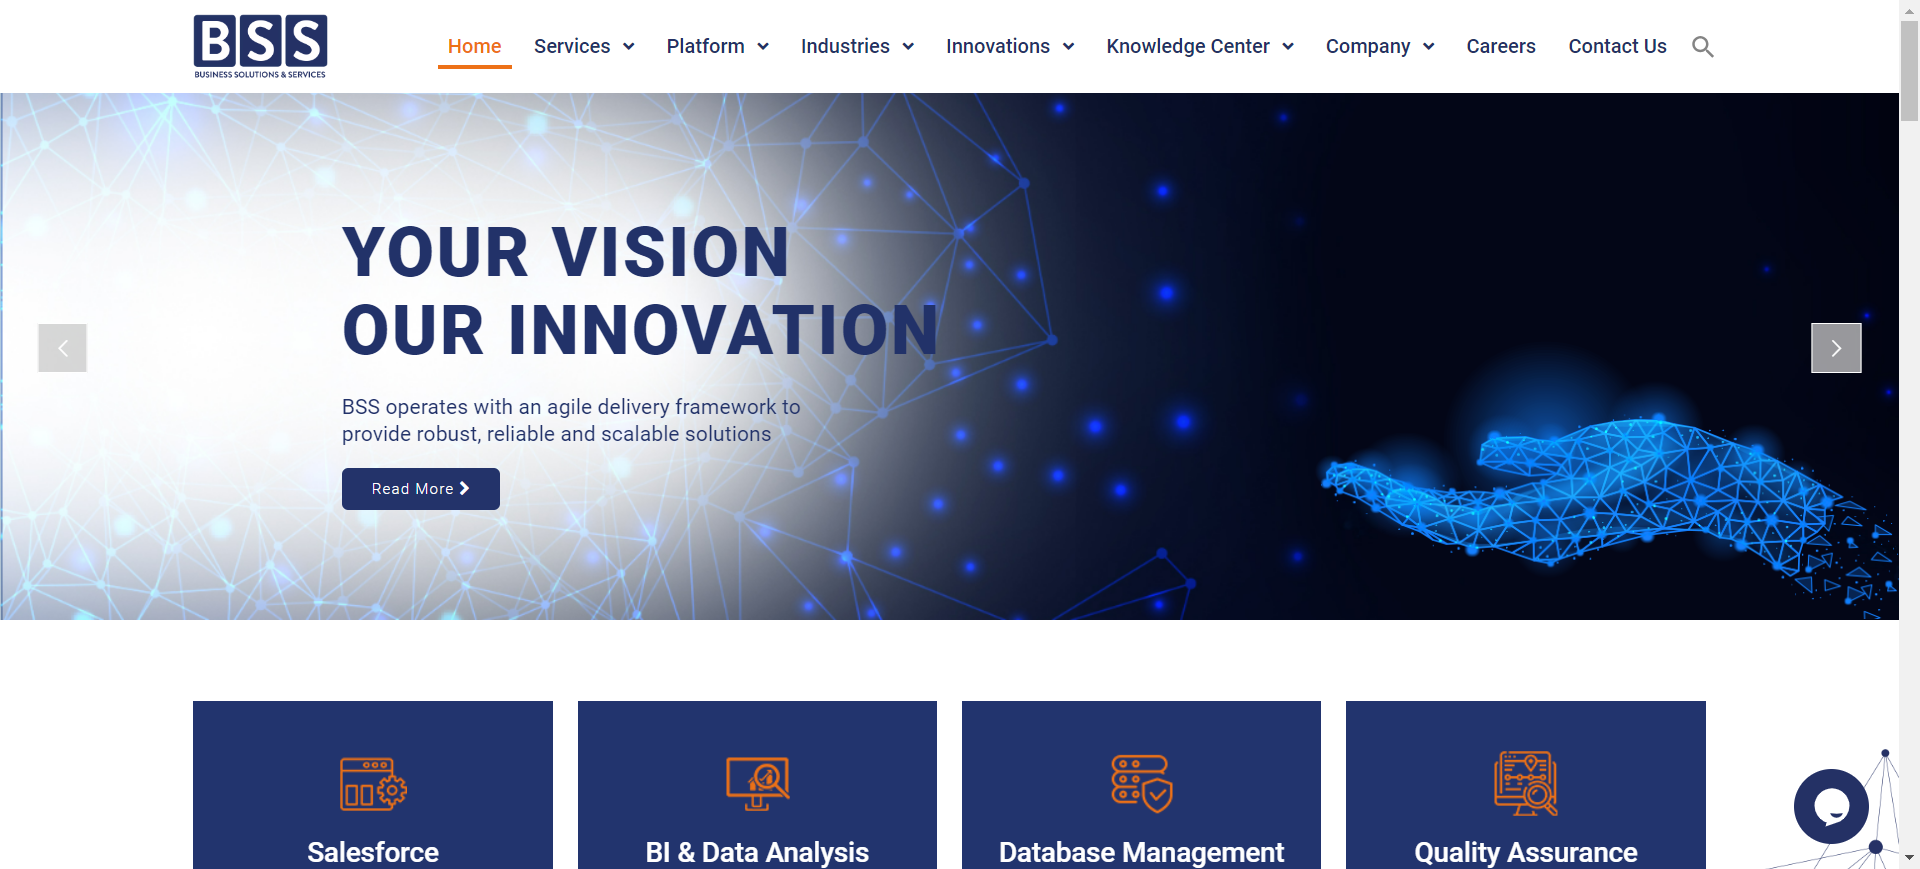 BSS
BUSINESS SOLUTIONS & SERVICES
Home
Services
Platform
Industries
Innovations
Knowledge Center
Company
Careers
Contact Us
YOUR VISION
OUR INNOVATION
BSS operates with an agile delivery framework to
provide robust, reliable and scalable solutions
Read More
Salesforce
BI & Data Analysis
Database Management
Quality Assurance